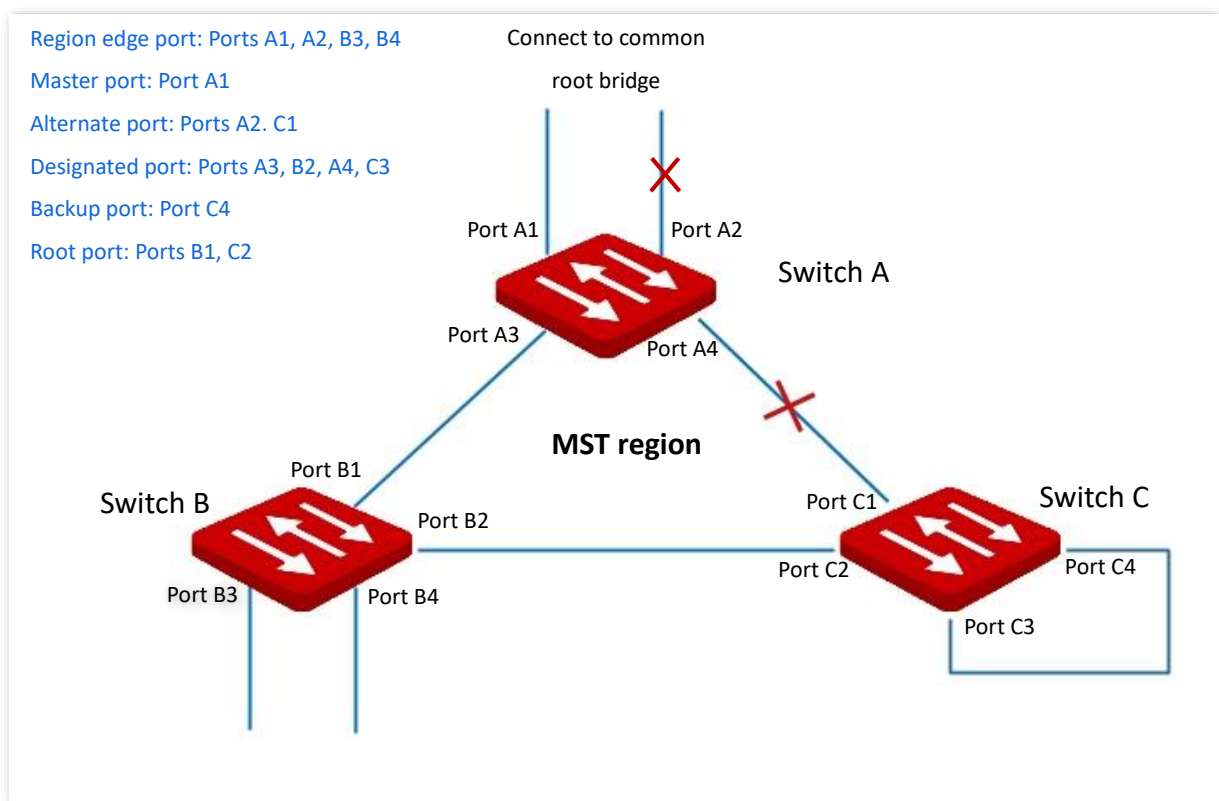 Region edge port: Ports A1, A2, B3, B4
Master port: Port A1
Alternate port: Ports A2. C1
Designated port: Ports A3, B2, A4, C3
Backup port: Port C4
Root port: Ports B1, C2
Connect to common
root bridge
Port A1
Port A2
Switch A
Port A3
Port A4
MST region
Port B1
Switch B
Port B2
Port B3
Port B4
Port C1
Switch C
Port C2
Port C4
Port C3